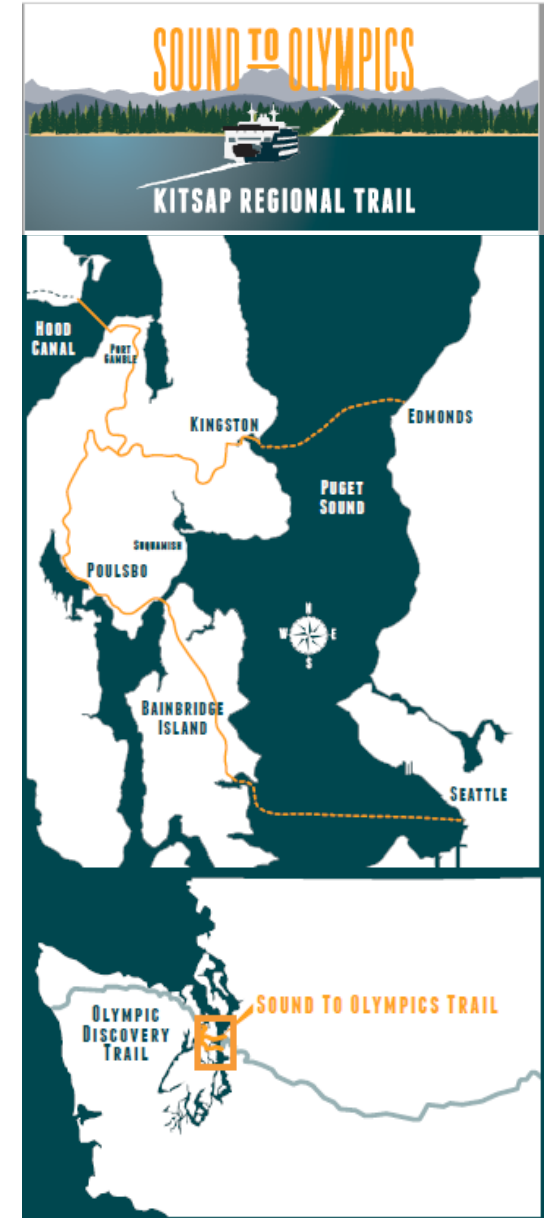 SOUND TO OLYMPICS
KITSAP REGIONAL TRAIL
HOOD
CANAL
PORT
GAMBLE
KINGSTON
EDMONDS
PUGET
SOUND
SUQUAMISH
POULSBO
N
W E
S
BAINBRIDGE
ISLAND
SEATTLE
SOUND TO OLYMPICS TRAIL
OLYMPIC
DISCOVERY
TRAIL